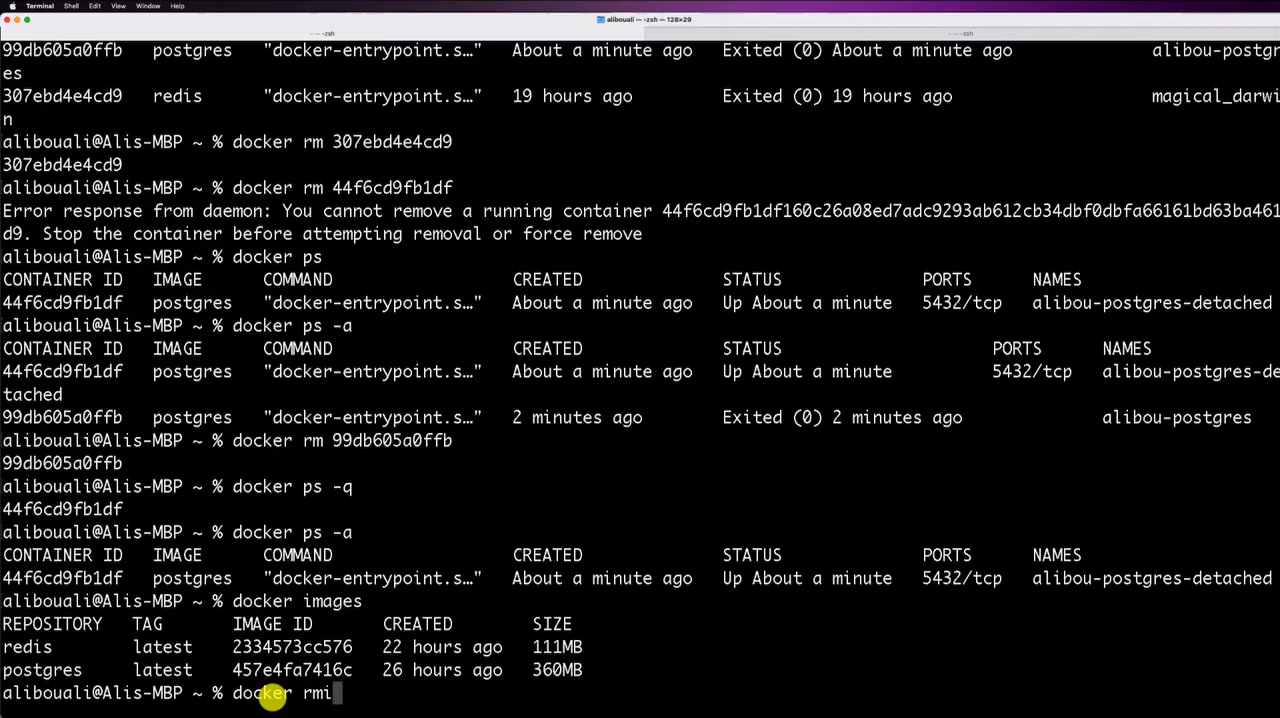 Terminal Shell Edit View Window Help
alibouali — -zsh — 128×29
~ — -zsh
~ — -zsh
99db605a0ffb postgres "docker-entrypoint.s…" About a minute ago Exited (0) About a minute ago alibou-postgr
es
307ebd4e4cd9 redis "docker-entrypoint.s…" 19 hours ago Exited (0) 19 hours ago magical_darwi
n
alibouali@Alis-MBP ~ % docker rm 307ebd4e4cd9
307ebd4e4cd9
alibouali@Alis-MBP ~ % docker rm 44f6cd9fb1df
Error response from daemon: You cannot remove a running container 44f6cd9fb1df160c26a08ed7adc9293ab612cb34dbf0dbfa66161bd63ba461
d9. Stop the container before attempting removal or force remove
alibouali@Alis-MBP ~ % docker ps
CONTAINER ID IMAGE COMMAND CREATED STATUS PORTS NAMES
44f6cd9fb1df postgres "docker-entrypoint.s…" About a minute ago Up About a minute 5432/tcp alibou-postgres-detached
alibouali@Alis-MBP ~ % docker ps -a
CONTAINER ID IMAGE COMMAND CREATED STATUS PORTS NAMES
44f6cd9fb1df postgres "docker-entrypoint.s…" About a minute ago Up About a minute 5432/tcp alibou-postgres-de
tached
99db605a0ffb postgres "docker-entrypoint.s…" 2 minutes ago Exited (0) 2 minutes ago alibou-postgres
alibouali@Alis-MBP ~ % docker rm 99db605a0ffb
99db605a0ffb
alibouali@Alis-MBP ~ % docker ps -q
44f6cd9fb1df
alibouali@Alis-MBP ~ % docker ps -a
CONTAINER ID IMAGE COMMAND CREATED STATUS PORTS NAMES
44f6cd9fb1df postgres "docker-entrypoint.s…" About a minute ago Up About a minute 5432/tcp alibou-postgres-detached
alibouali@Alis-MBP ~ % docker images
REPOSITORY TAG IMAGE ID CREATED SIZE
redis latest 2334573cc576 22 hours ago 111MB
postgres latest 457e4fa7416c 26 hours ago 360MB
alibouali@Alis-MBP ~ % docker rmi